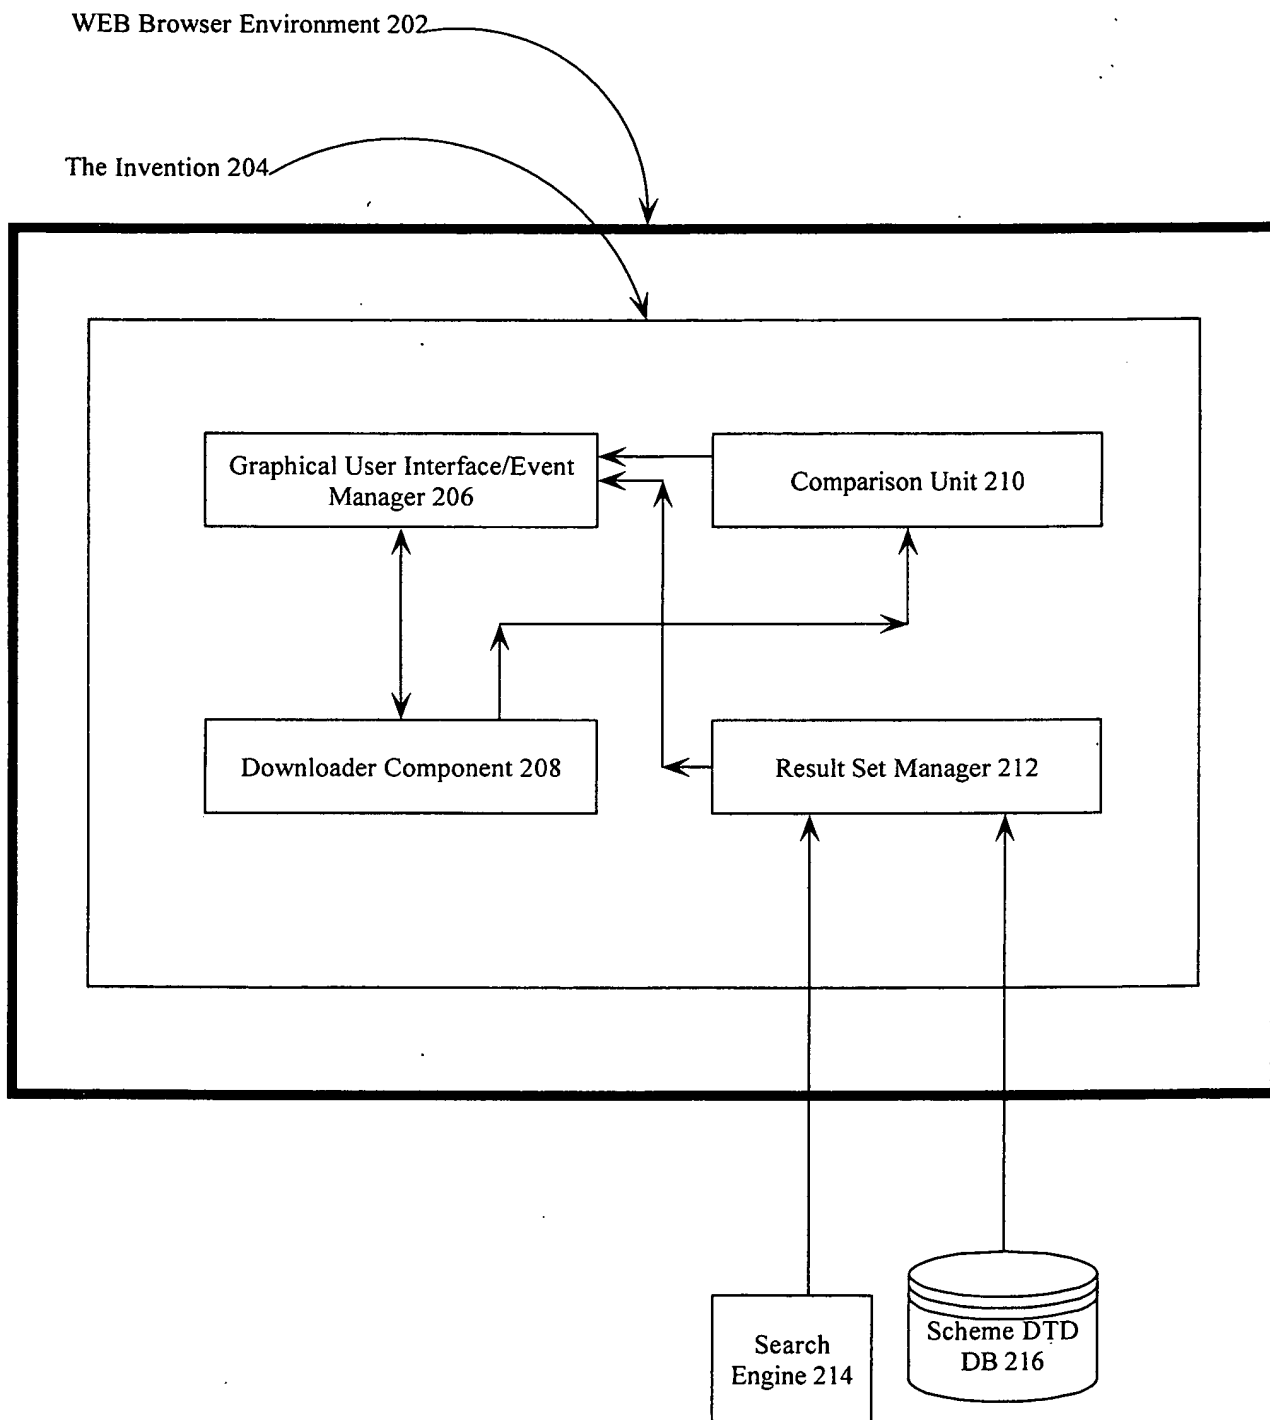 WEB Browser Environment 202
The Invention 204
Graphical User Interface/Event
Manager 206
Comparison Unit 210
Downloader Component 208
Result Set Manager 212
Search
Engine 214
Scheme DTD
DB 216